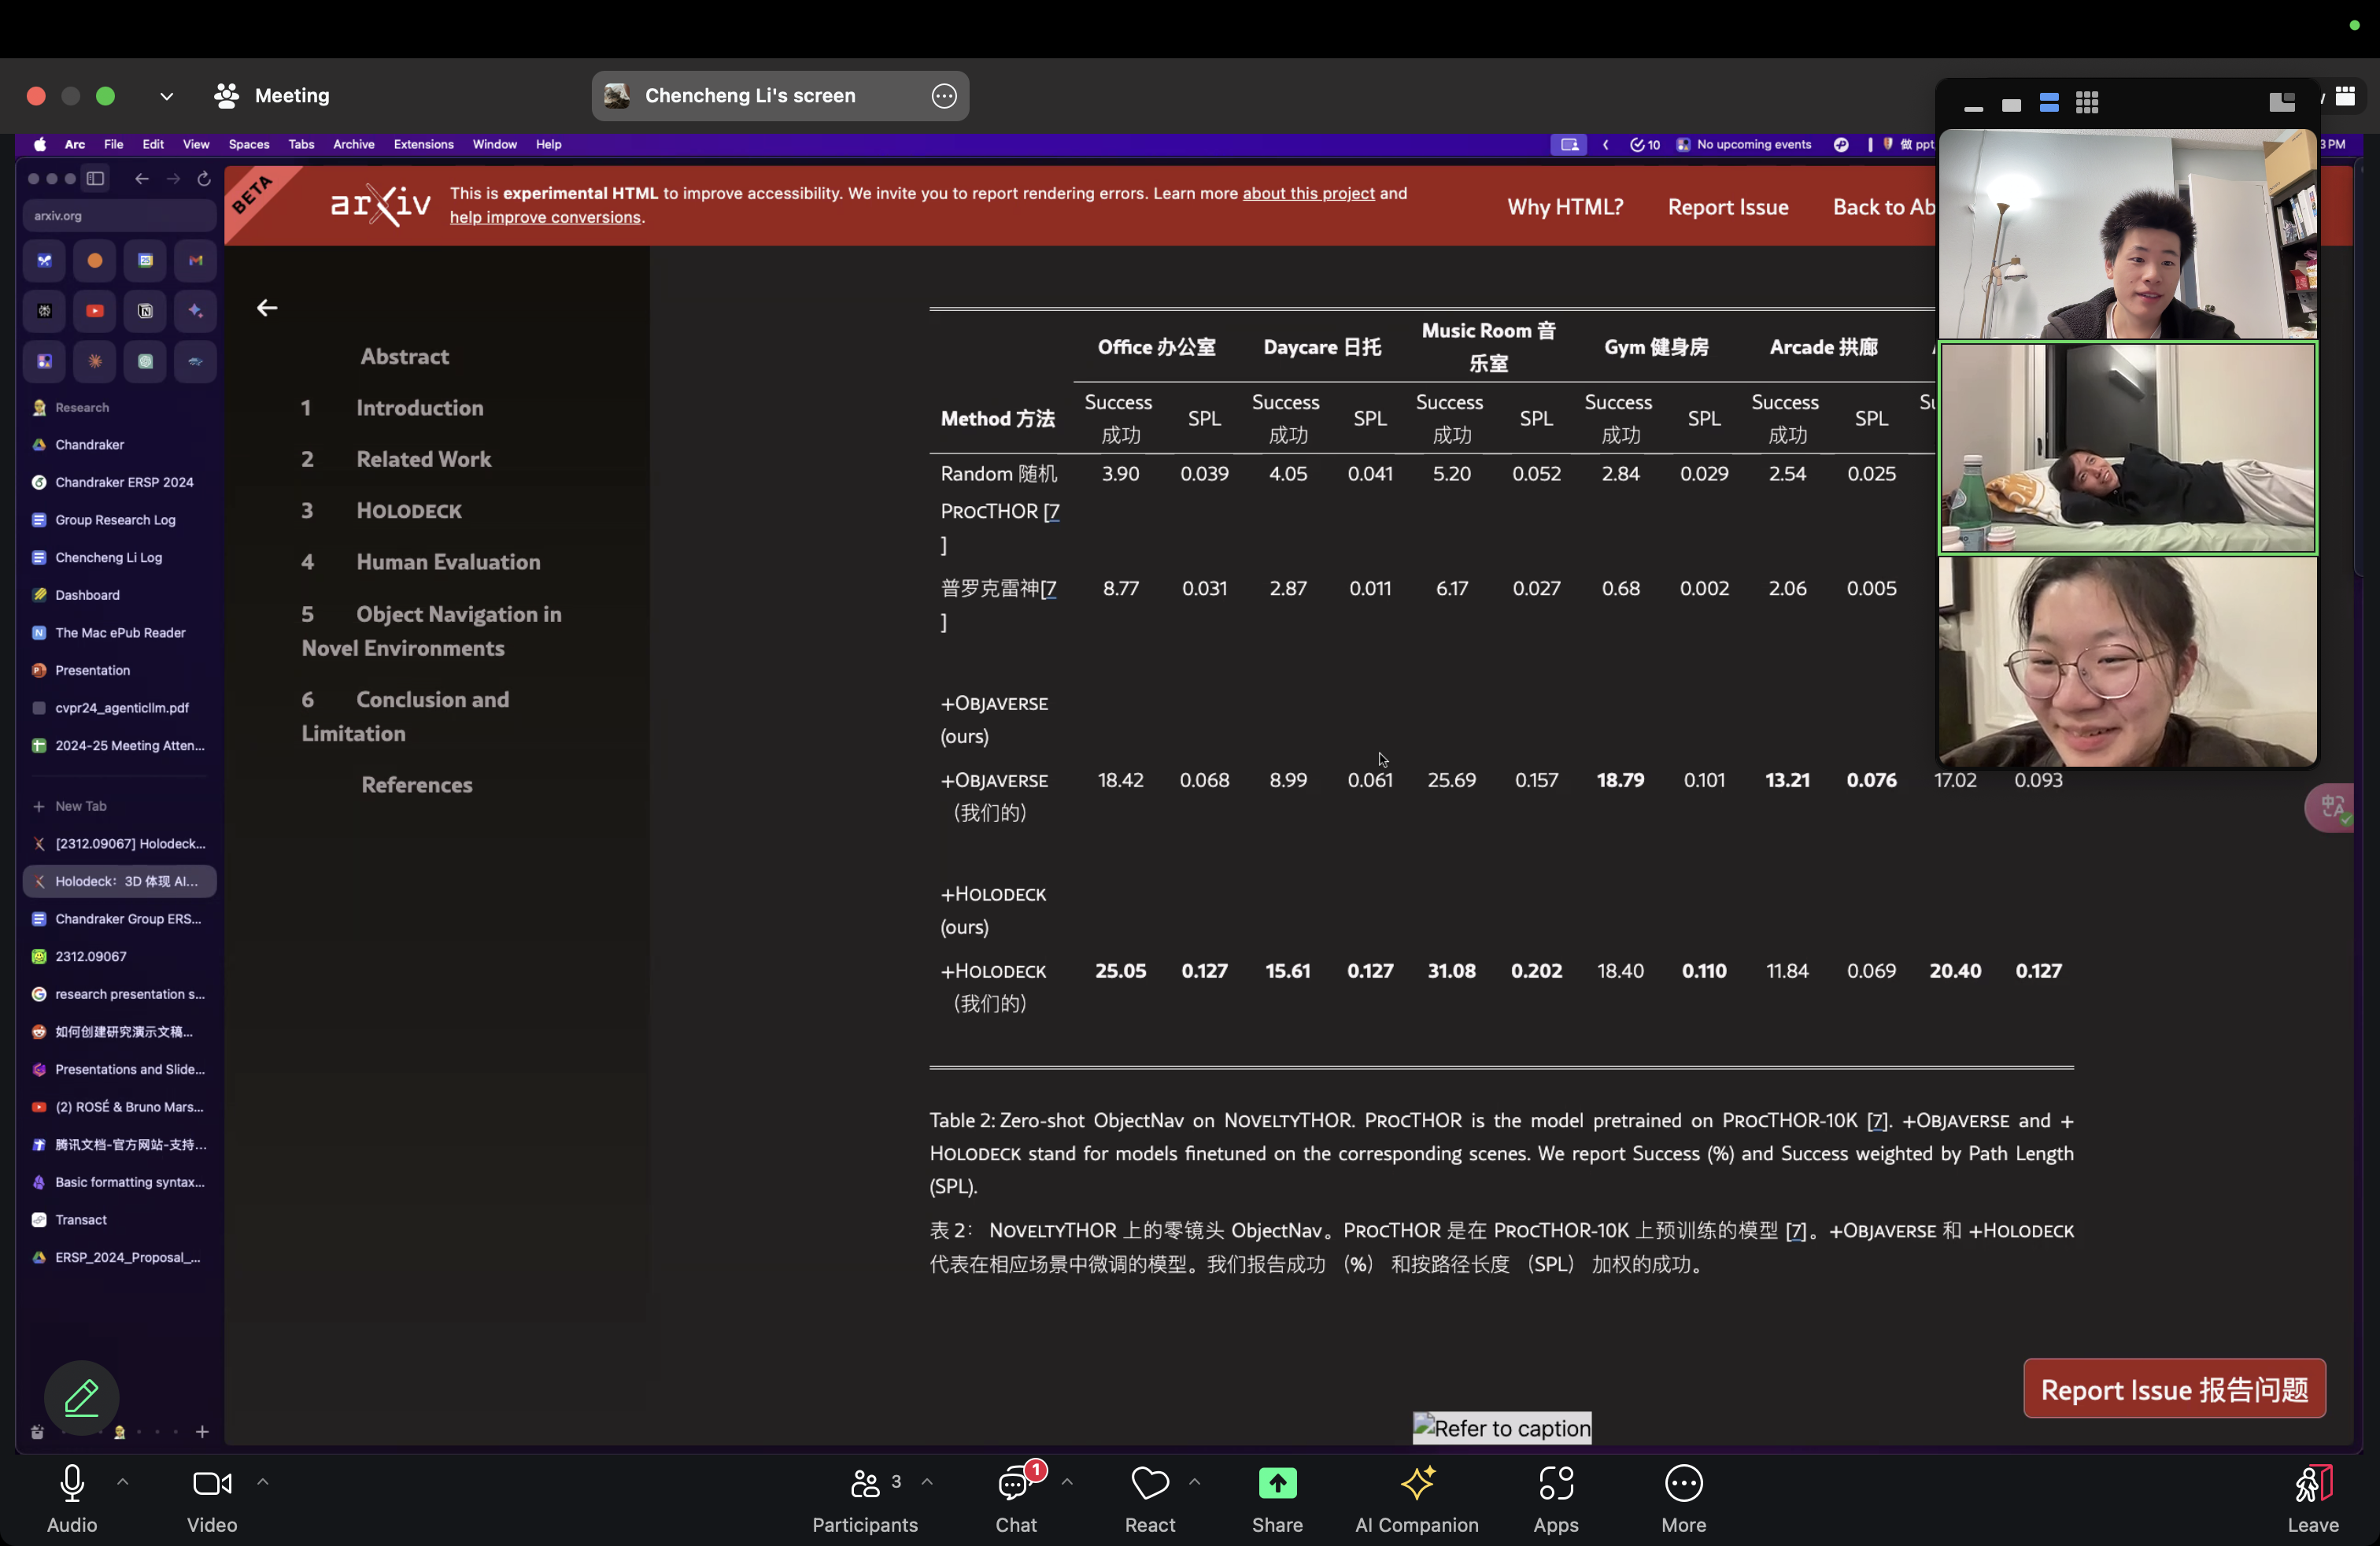 Meeting
Chencheng Li's screen
Arc File Edit View Spaces Tabs Archive Extensions Window Help
10 No upcoming events
做 ppt
3 PM
arxiv.org
BETA
arXiv
This is experimental HTML to improve accessibility. We invite you to report rendering errors. Learn more about this project and
help improve conversions.
Why HTML? Report Issue Back to Ab
Research
Chandraker
Chandraker ERSP 2024
Group Research Log
Chencheng Li Log
Dashboard
The Mac ePub Reader
Presentation
cvpr24_agenticllm.pdf
2024-25 Meeting Atten...
New Tab
[2312.09067] Holodeck...
Holodeck：3D 体现 AI...
Chandraker Group ERS...
2312.09067
research presentation s...
如何创建研究演示文稿...
Presentations and Slide...
(2) ROSÉ & Bruno Mars...
腾讯文档-官方网站-支持...
Basic formatting syntax...
Transact
ERSP_2024_Proposal_...
Abstract
1 Introduction
2 Related Work
3 HOLODECK
4 Human Evaluation
5 Object Navigation in
Novel Environments
6 Conclusion and
Limitation
References
Office 办公室 Daycare 日托 Music Room 音 Gym 健身房 Arcade 拱廊
乐室
Method 方法 Success SPL Success SPL Success SPL Success SPL Success SPL Su
成功 成功 成功 成功 成功
Random 随机 3.90 0.039 4.05 0.041 5.20 0.052 2.84 0.029 2.54 0.025
PROCTHOR [7
]
普罗克雷神[7 8.77 0.031 2.87 0.011 6.17 0.027 0.68 0.002 2.06 0.005
]
+OBJAVERSE
(ours)
+OBJAVERSE 18.42 0.068 8.99 0.061 25.69 0.157 18.79 0.101 13.21 0.076 17.02 0.093
（我们的）
+HOLODECK
(ours)
+HOLODECK 25.05 0.127 15.61 0.127 31.08 0.202 18.40 0.110 11.84 0.069 20.40 0.127
（我们的）
Table 2: Zero-shot ObjectNav on NOVELTYTHOR. PROCTHOR is the model pretrained on PROCTHOR-10K [7]. +OBJAVERSE and +
HOLODECK stand for models finetuned on the corresponding scenes. We report Success (%) and Success weighted by Path Length
(SPL).
表 2： NOVELTYTHOR 上的零镜头 ObjectNav。PROCTHOR 是在 PROCTHOR-10K 上预训练的模型 [7]。+OBJAVERSE 和 +HOLODECK
代表在相应场景中微调的模型。我们报告成功 （%） 和按路径长度 （SPL） 加权的成功。
Report Issue 报告问题
Refer to caption
Audio
Video
3
Participants
1
Chat
React
Share
AI Companion
Apps
More
Leave